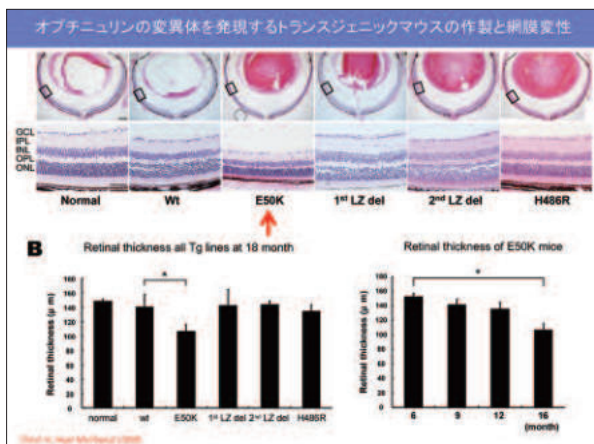 オプチニュリンの変異体を発現するトランスジェニックマウスの作製と網膜変性
GCL
IPL
INL
OPL
ONL
Normal Wt E50K 1st LZ del 2nd LZ del H486R
B
Retinal thickness all Tg lines at 18 month
Retinal thickness (μ m)
180
160
140
120
100
80
60
40
20
0
*
normal wt E50K 1st LZ del 2nd LZ del H486R
Retinal thickness of E50K mice
Retinal thickness (μ m)
180
160
140
120
100
80
60
40
20
0
*
6 9 12 16
(month)